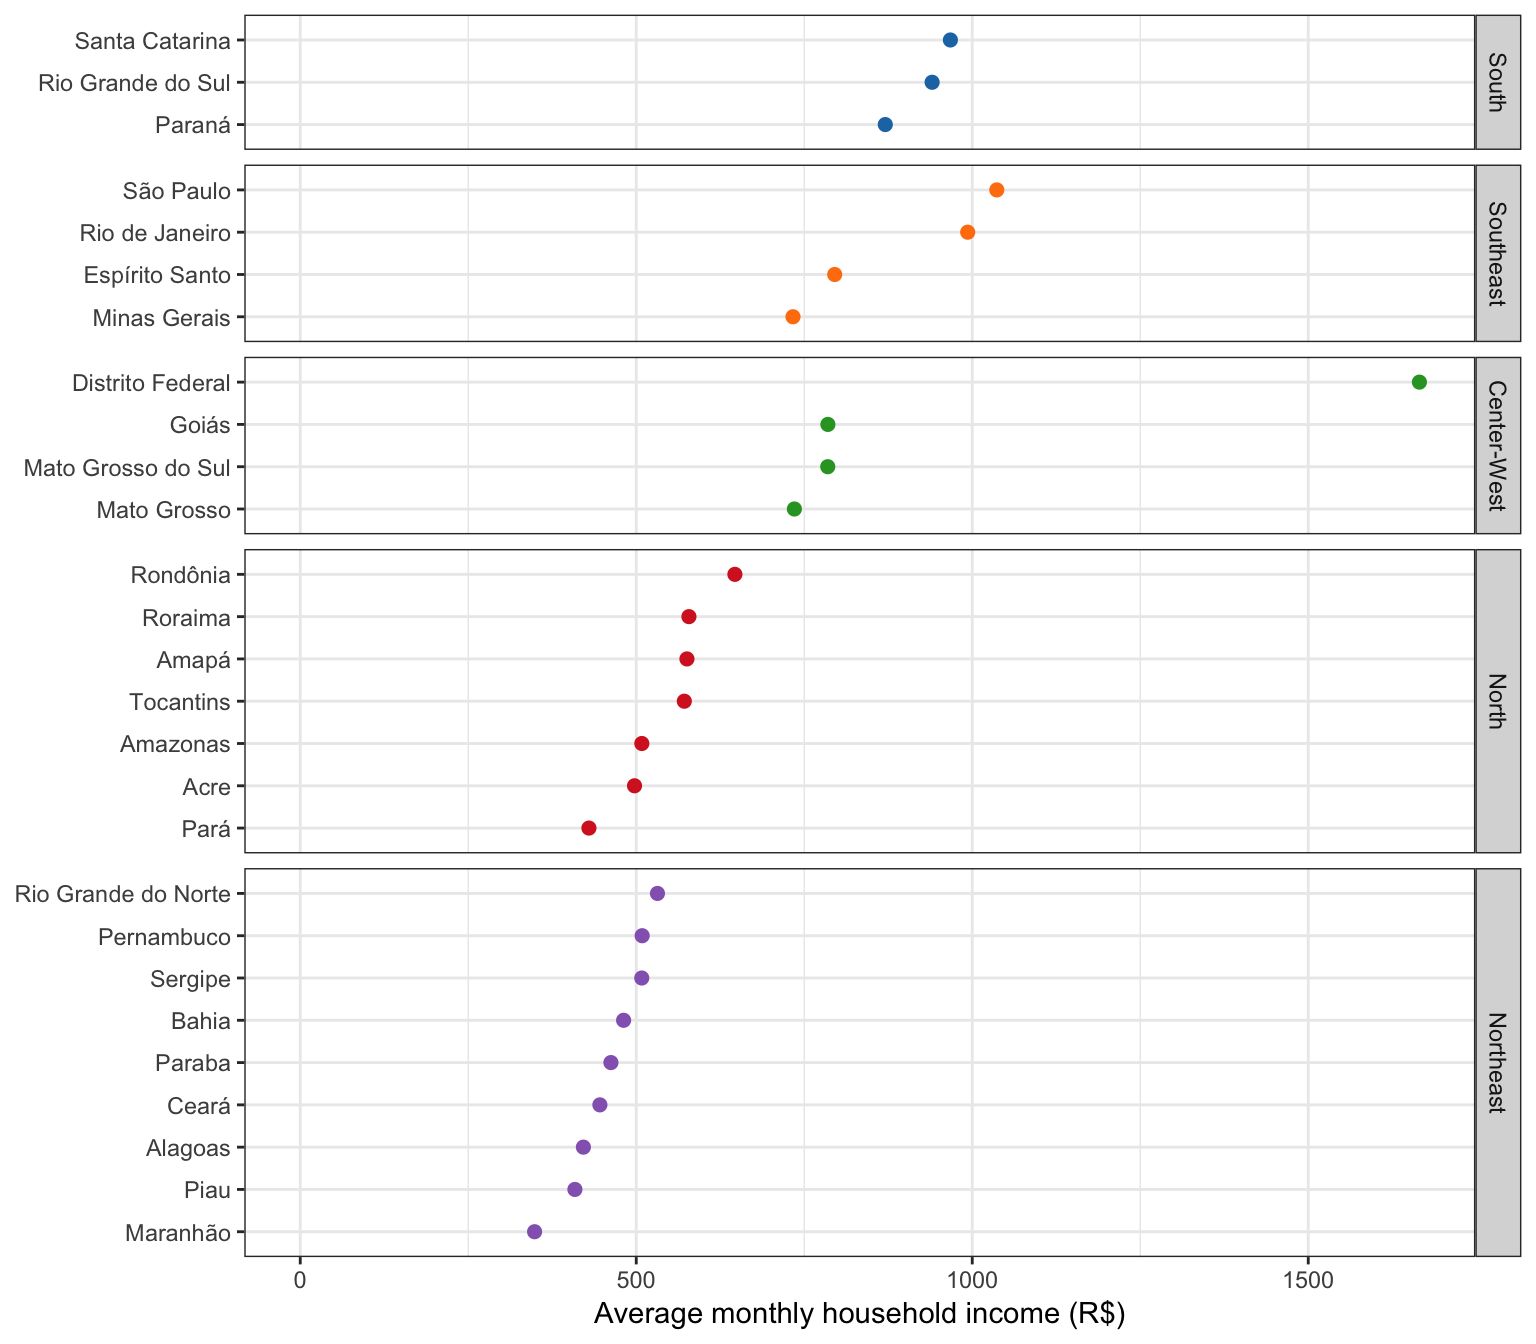 Santa Catarina
Rio Grande do Sul
Paraná
South
São Paulo
Rio de Janeiro
Espírito Santo
Minas Gerais
Southeast
Distrito Federal
Goiás
Mato Grosso do Sul
Mato Grosso
Center-West
Rondônia
Roraima
Amapá
Tocantins
Amazonas
Acre
Pará
North
Rio Grande do Norte
Pernambuco
Sergipe
Bahia
Paraba
Ceará
Alagoas
Piau
Maranhão
Northeast
0 500 1000 1500
Average monthly household income (R$)